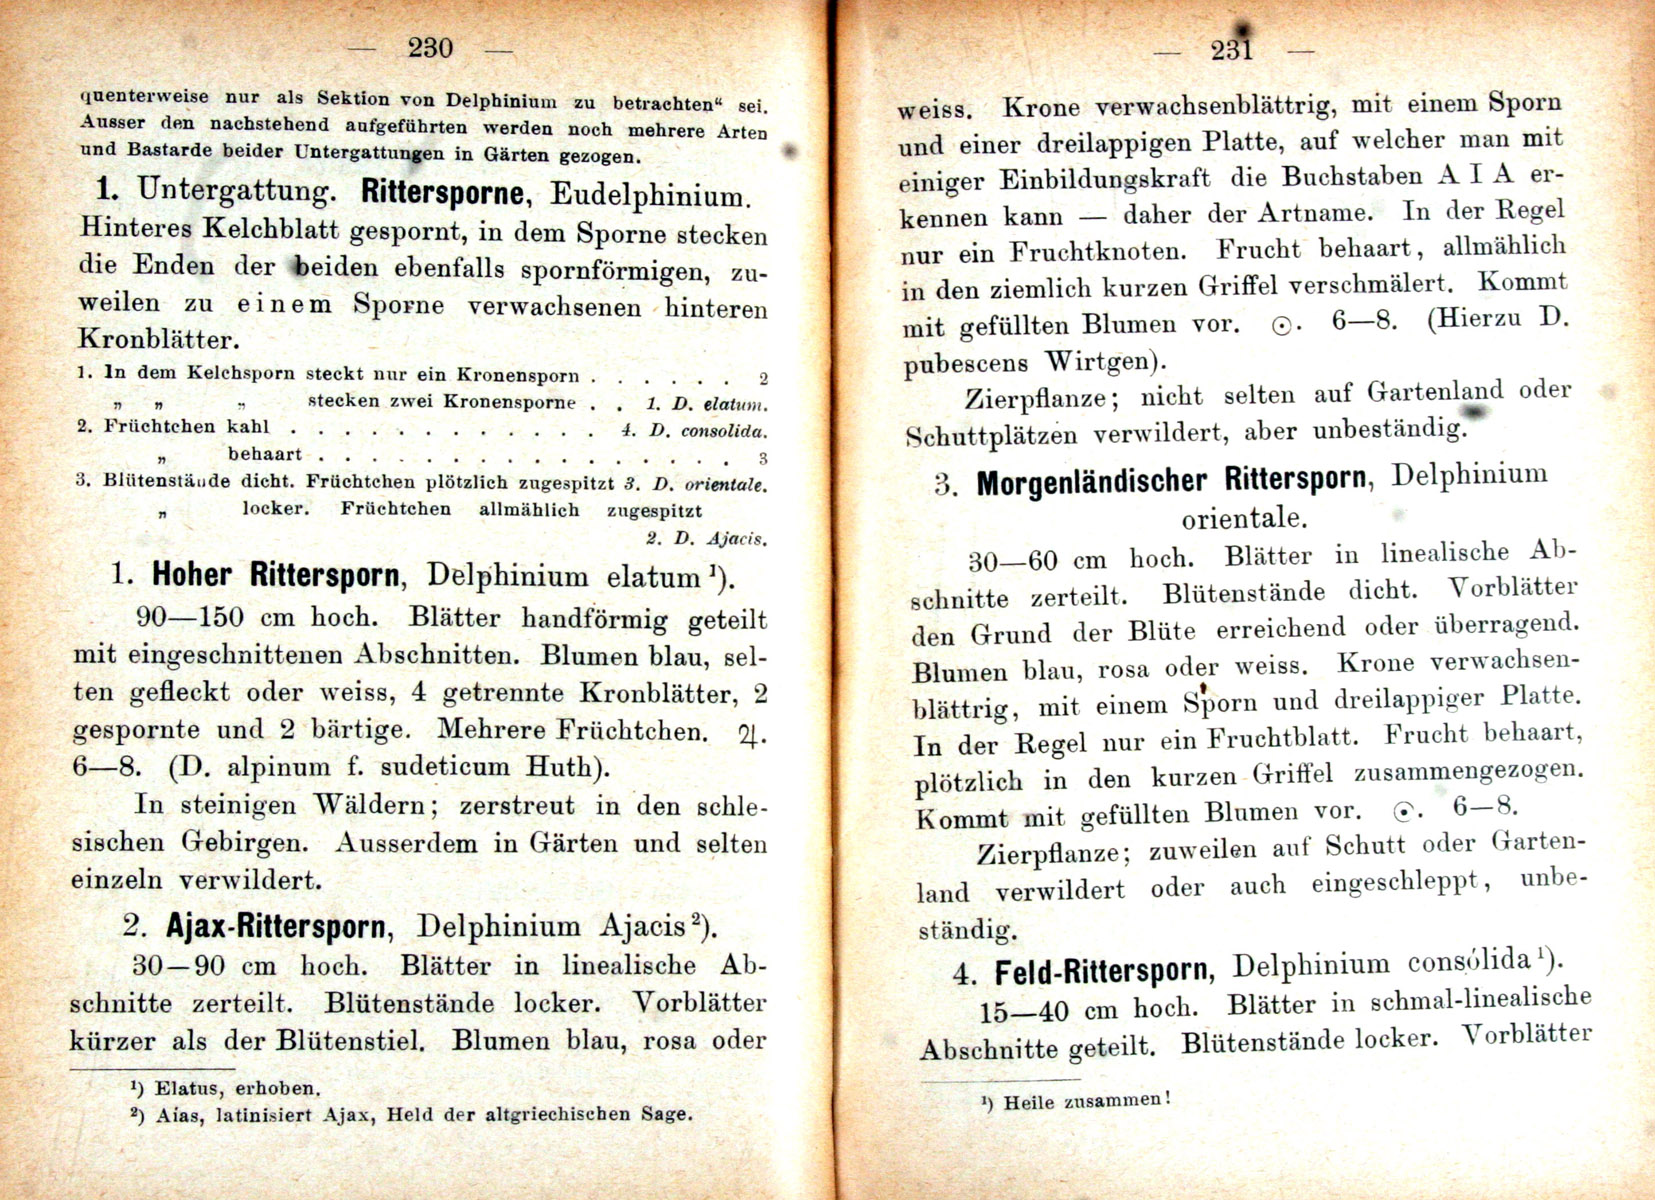 — 230 —
quenterweise nur als Sektion von Delphinium zu betrachten“ sei.
Ausser den nachstehend aufgeführten werden noch mehrere Arten
und Bastarde beider Untergattungen in Gärten gezogen.
1. Untergattung. Rittersporne, Eudelphinium.
Hinteres Kelchblatt gespornt, in dem Sporne stecken
die Enden der beiden ebenfalls spornförmigen, zu-
weilen zu einem Sporne verwachsenen hinteren
Kronblätter.
1. In dem Kelchsporn steckt nur ein Kronensporn . . . . . . 2
„ „ „ stecken zwei Kronensporne . . 1. D. elatum.
2. Früchtchen kahl . . . . . . . . . . . . 4. D. consolida.
„ behaart . . . . . . . . . . . . . . . . 3
3. Blütenstände dicht. Früchtchen plötzlich zugespitzt 3. D. orientale.
„ locker. Früchtchen allmählich zugespitzt
2. D. Ajacis.
1. Hoher Rittersporn, Delphinium elatum ¹).
90—150 cm hoch. Blätter handförmig geteilt
mit eingeschnittenen Abschnitten. Blumen blau, sel-
ten gefleckt oder weiss, 4 getrennte Kronblätter, 2
gespornte und 2 bärtige. Mehrere Früchtchen. ♃.
6—8. (D. alpinum f. sudeticum Huth).
In steinigen Wäldern; zerstreut in den schle-
sischen Gebirgen. Ausserdem in Gärten und selten
einzeln verwildert.
2. Ajax-Rittersporn, Delphinium Ajacis ²).
30—90 cm hoch. Blätter in linealische Ab-
schnitte zerteilt. Blütenstände locker. Vorblätter
kürzer als der Blütenstiel. Blumen blau, rosa oder
¹) Elatus, erhoben.
²) Aías, latinisiert Ajax, Held der altgriechischen Sage.
— 231 —
weiss. Krone verwachsenblättrig, mit einem Sporn
und einer dreilappigen Platte, auf welcher man mit
einiger Einbildungskraft die Buchstaben A I A er-
kennen kann — daher der Artname. In der Regel
nur ein Fruchtknoten. Frucht behaart, allmählich
in den ziemlich kurzen Griffel verschmälert. Kommt
mit gefüllten Blumen vor. ⊙. 6—8. (Hierzu D.
pubescens Wirtgen).
Zierpflanze; nicht selten auf Gartenland oder
Schuttplätzen verwildert, aber unbeständig.
3. Morgenländischer Rittersporn, Delphinium
orientale.
30—60 cm hoch. Blätter in linealische Ab-
schnitte zerteilt. Blütenstände dicht. Vorblätter
den Grund der Blüte erreichend oder überragend.
Blumen blau, rosa oder weiss. Krone verwachsen-
blättrig, mit einem Sporn und dreilappiger Platte.
In der Regel nur ein Fruchtblatt. Frucht behaart,
plötzlich in den kurzen Griffel zusammengezogen.
Kommt mit gefüllten Blumen vor. ⊙. 6—8.
Zierpflanze; zuweilen auf Schutt oder Garten-
land verwildert oder auch eingeschleppt, unbe-
ständig.
4. Feld-Rittersporn, Delphinium consólida ¹).
15—40 cm hoch. Blätter in schmal-linealische
Abschnitte geteilt. Blütenstände locker. Vorblätter
¹) Heile zusammen!